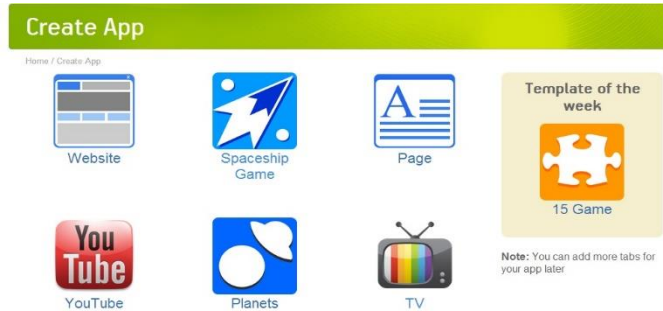 Create App
Home / Create App
Website
Spaceship
Game
A
Page
Template of the
week
15 Game
You
Tube
YouTube
Planets
TV
Note: You can add more tabs for
your app later